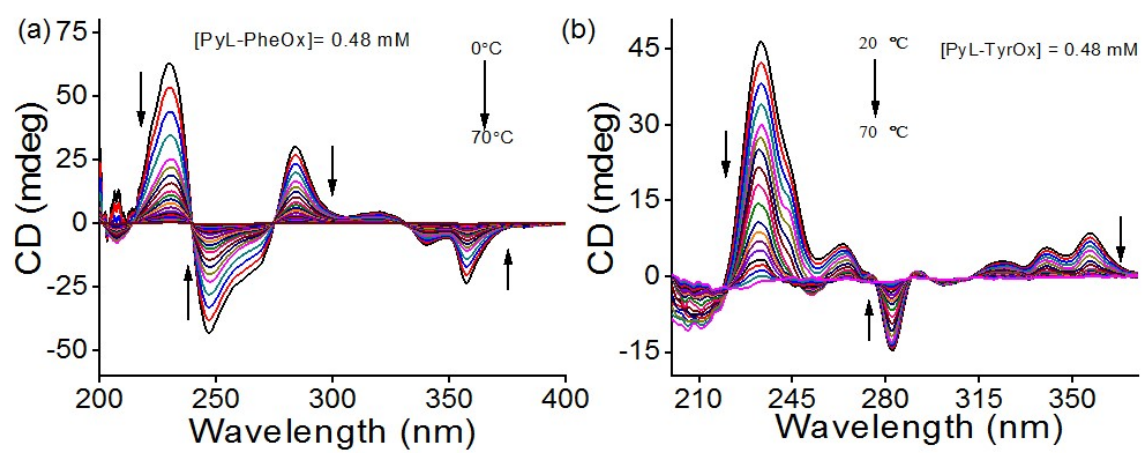 (a)
[PyL-PheOx]= 0.48 mM
0°C
70°C
75
50
25
0
-25
-50
CD (mdeg)
200
250
300
350
400
Wavelength (nm)
(b)
20 °C
[PyL-TyrOx] = 0.48 mM
70 °C
45
30
15
0
-15
CD (mdeg)
210
245
280
315
350
Wavelength (nm)